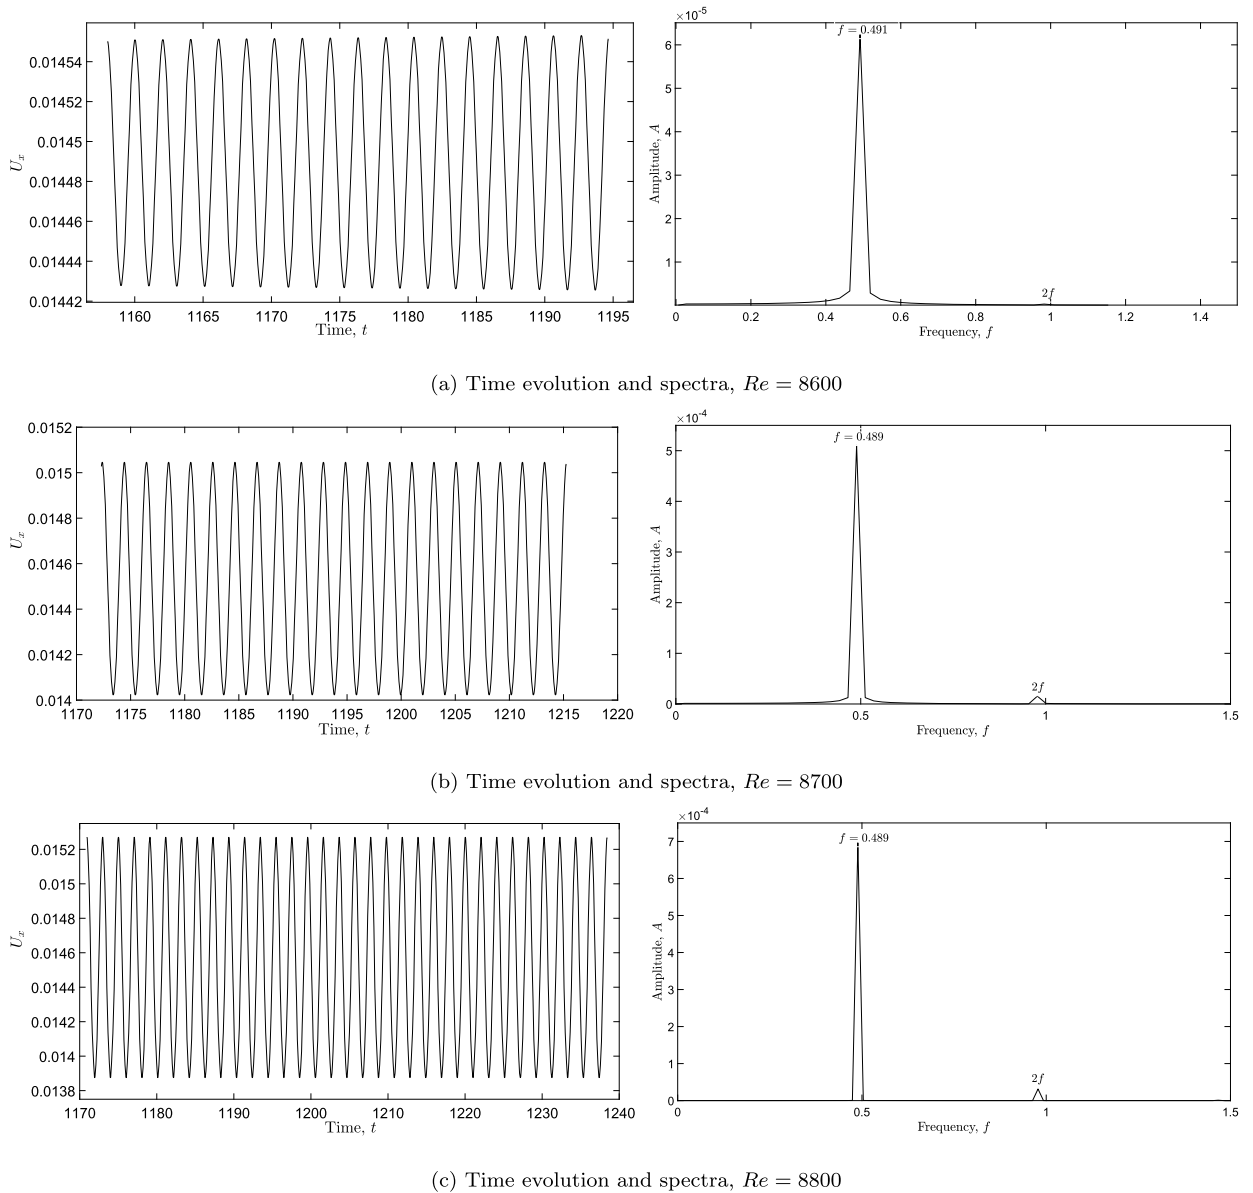 0.01454
0.01452
0.0145
0.01448
0.01446
0.01444
0.01442
U_x
1160 1165 1170 1175 1180 1185 1190 1195
Time, t
×10⁻⁵
f = 0.491
6
5
4
3
2
1
Amplitude, A
2f
0 0.2 0.4 0.6 0.8 1 1.2 1.4
Frequency, f
(a) Time evolution and spectra, Re = 8600
0.0152
0.015
0.0148
0.0146
0.0144
0.0142
0.014
U_x
1170 1175 1180 1185 1190 1195 1200 1205 1210 1215 1220
Time, t
×10⁻⁴
f = 0.489
5
4
3
2
1
0
Amplitude, A
2f
0 0.5 1 1.5
Frequency, f
(b) Time evolution and spectra, Re = 8700
0.0152
0.015
0.0148
0.0146
0.0144
0.0142
0.014
0.0138
U_x
1170 1180 1190 1200 1210 1220 1230 1240
Time, t
×10⁻⁴
f = 0.489
7
6
5
4
3
2
1
0
Amplitude, A
2f
0 0.5 1 1.5
Frequency, f
(c) Time evolution and spectra, Re = 8800